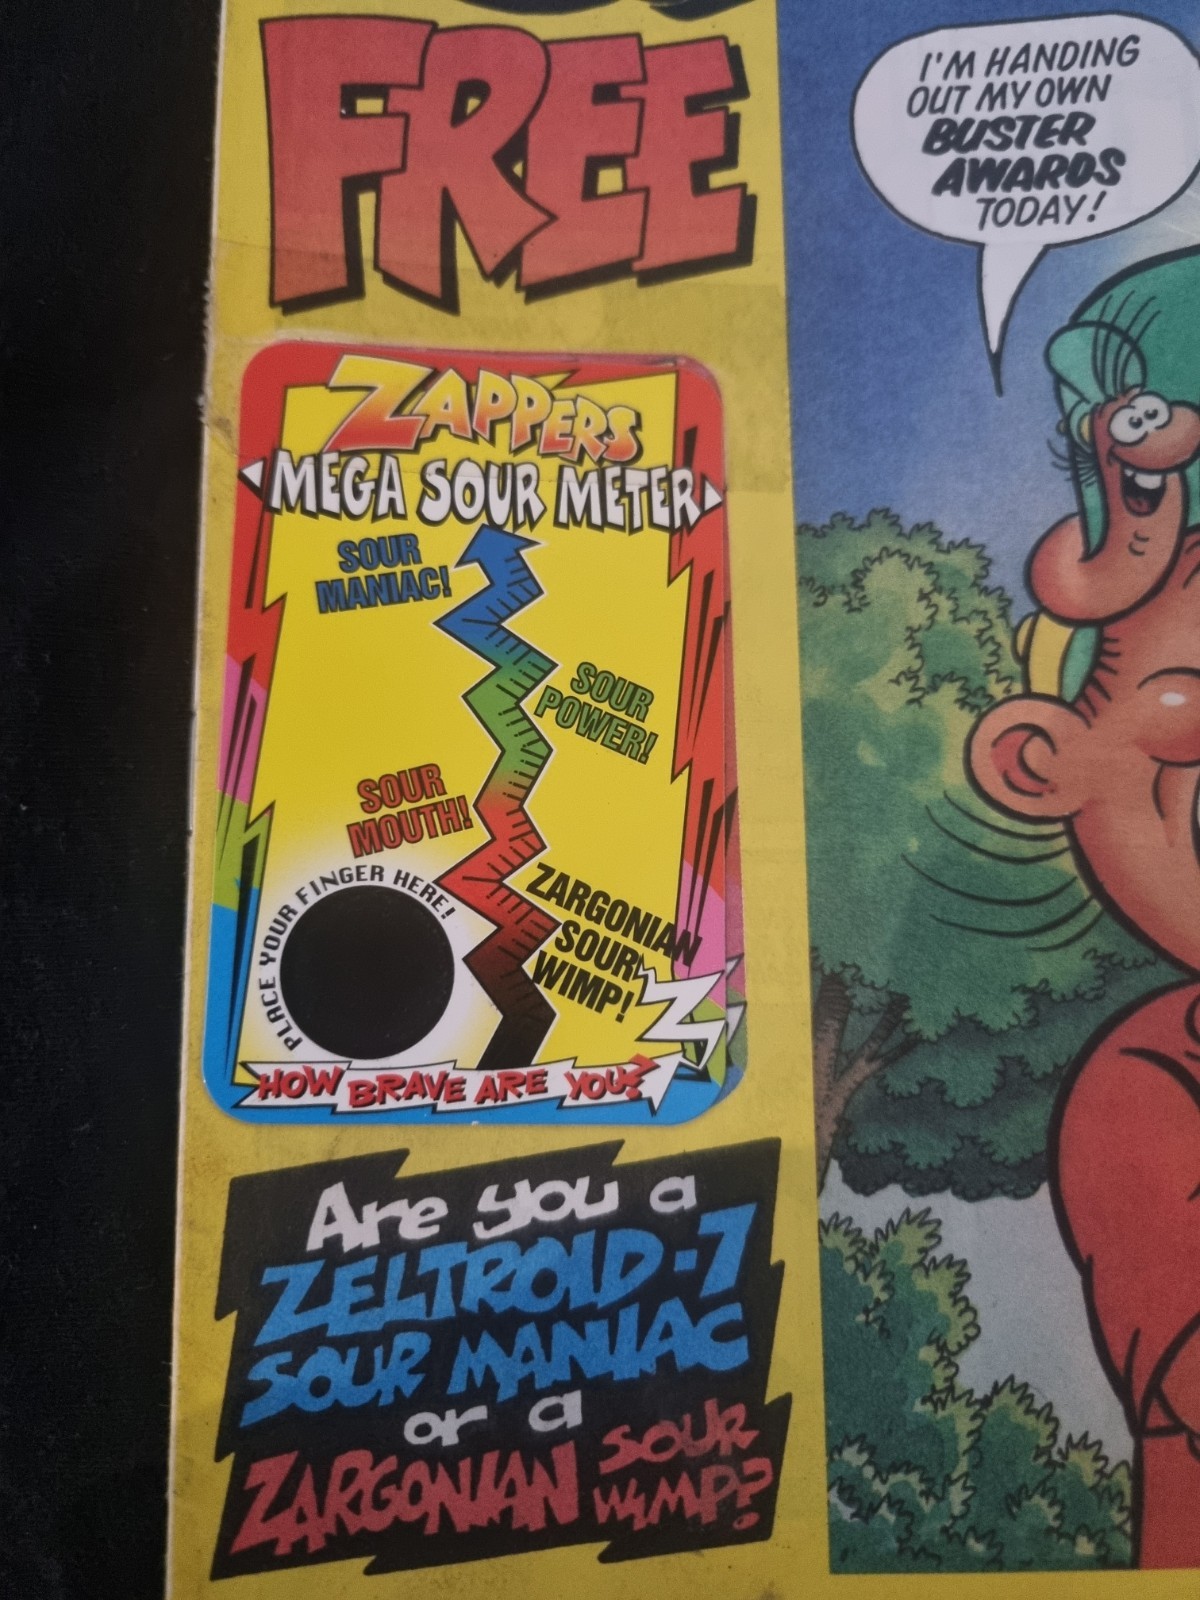 FREE
I'M HANDING
OUT MY OWN
BUSTER
AWARDS
TODAY!
ZAPPERS
MEGA SOUR METER
SOUR
MANIAC!
SOUR
POWER!
SOUR
MOUTH!
ZARGONIAN
SOUR
WIMP!
PLACE YOUR FINGER HERE!
HOW BRAVE ARE YOU?
Are you a
ZELTROID-7
SOUR MANIAC
or a
ZARGONIAN SOUR
WIMP?